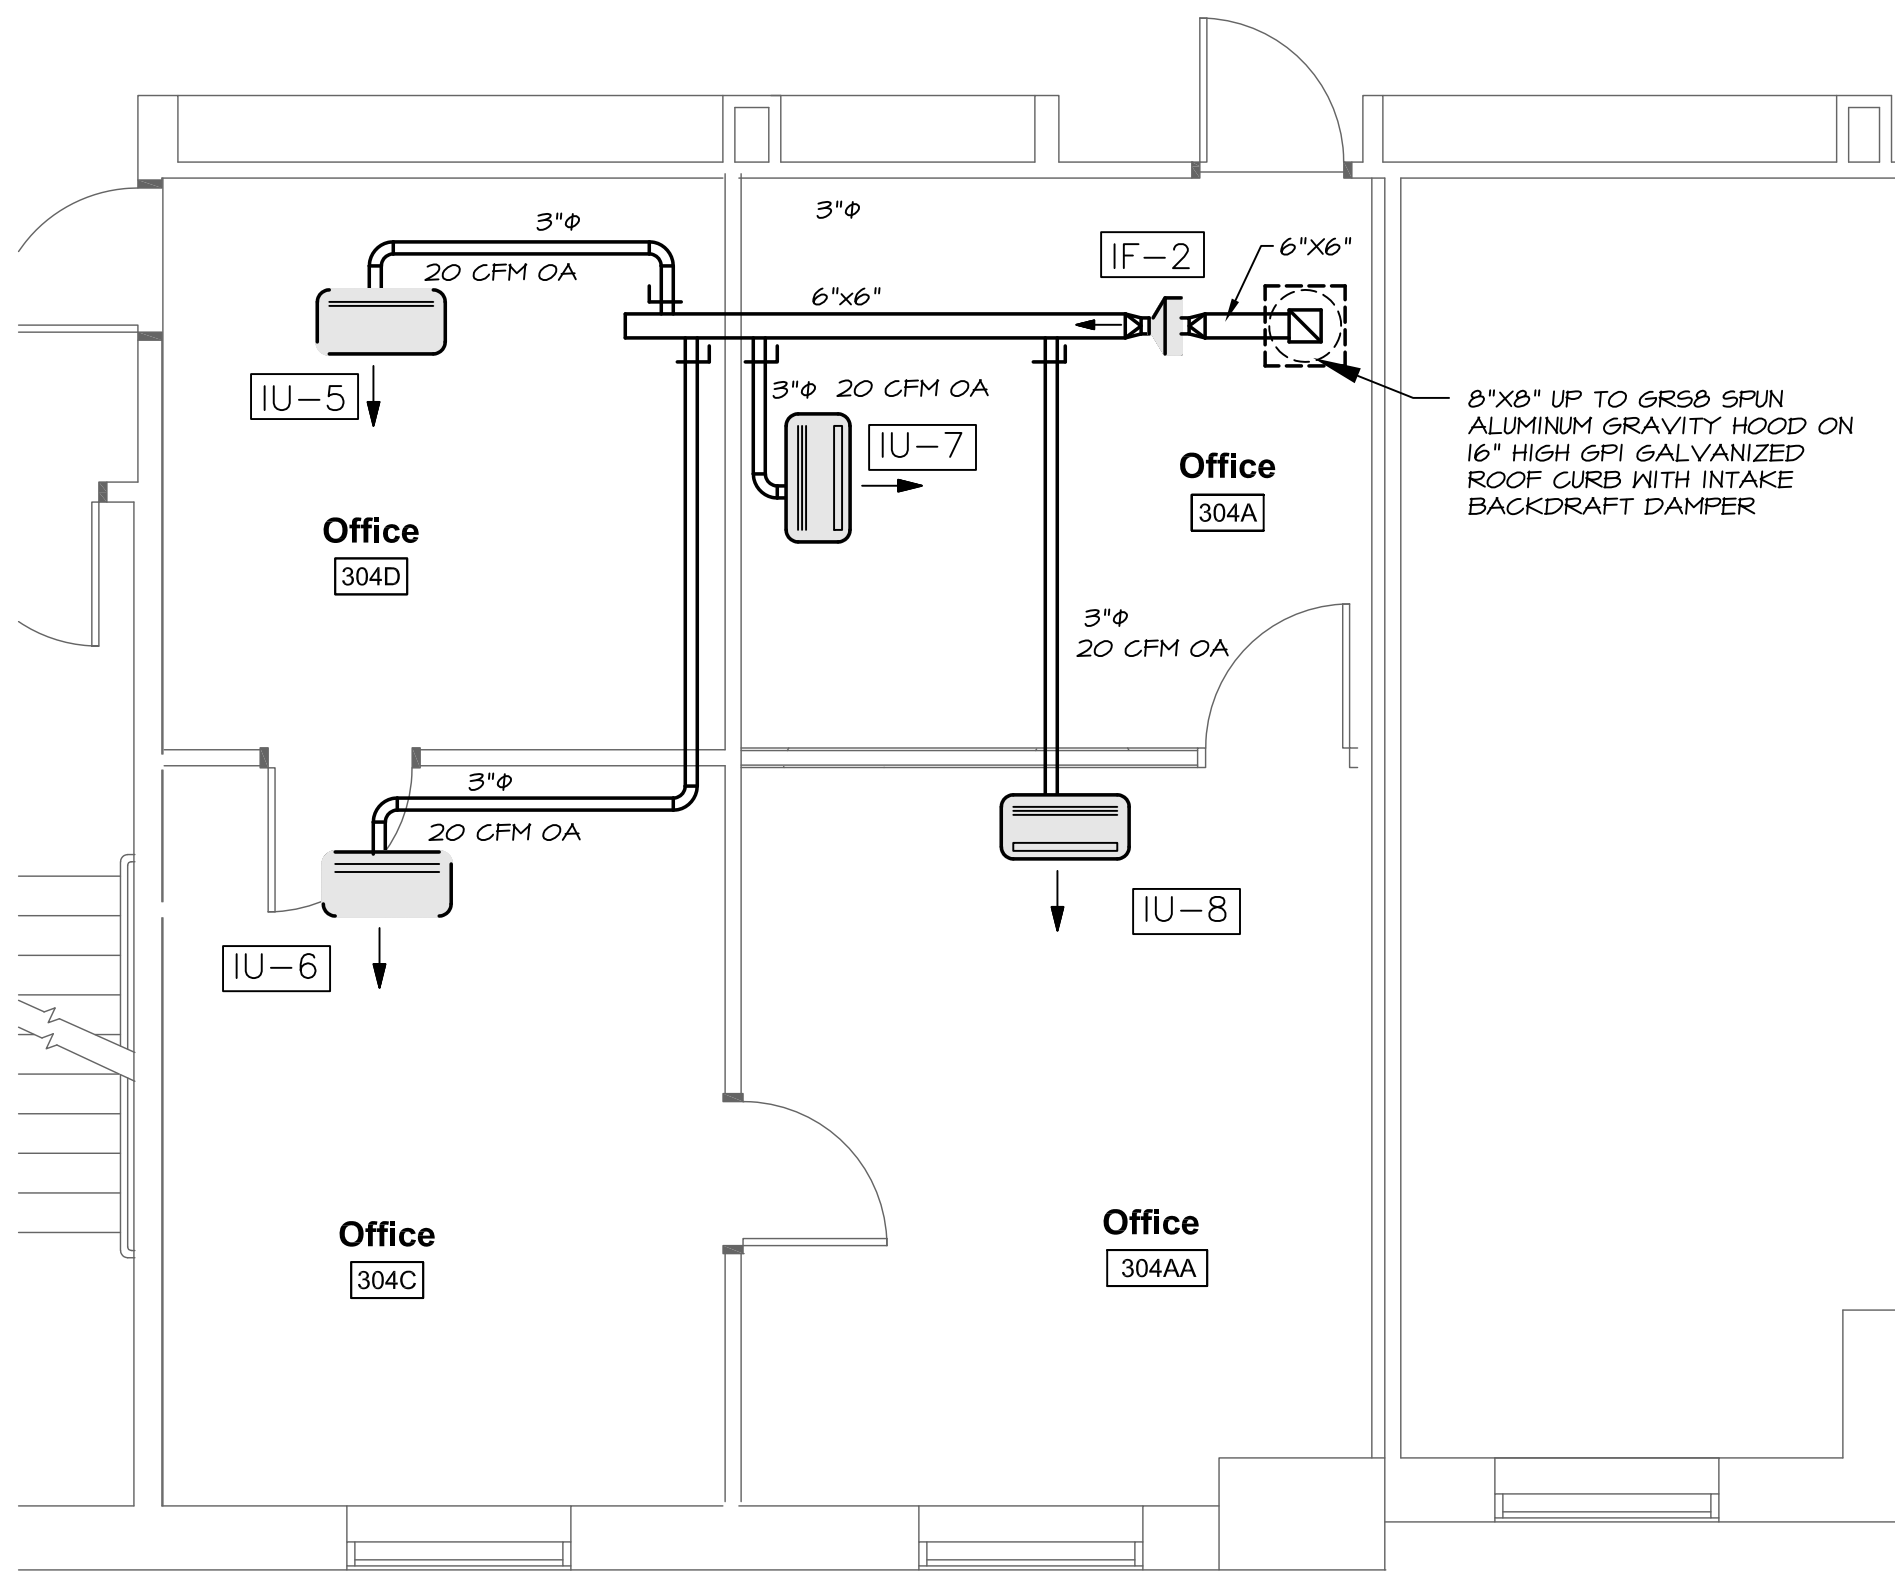 3"Φ
3"Φ
IF-2
6"X6"
20 CFM OA
6"x6"
IU-5
3"Φ 20 CFM OA
8"X8" UP TO GRS8 SPUN
ALUMINUM GRAVITY HOOD ON
16" HIGH GPI GALVANIZED
ROOF CURB WITH INTAKE
BACKDRAFT DAMPER
IU-7
Office
304A
Office
304D
3"Φ
20 CFM OA
3"Φ
20 CFM OA
IU-8
IU-6
Office
304C
Office
304AA